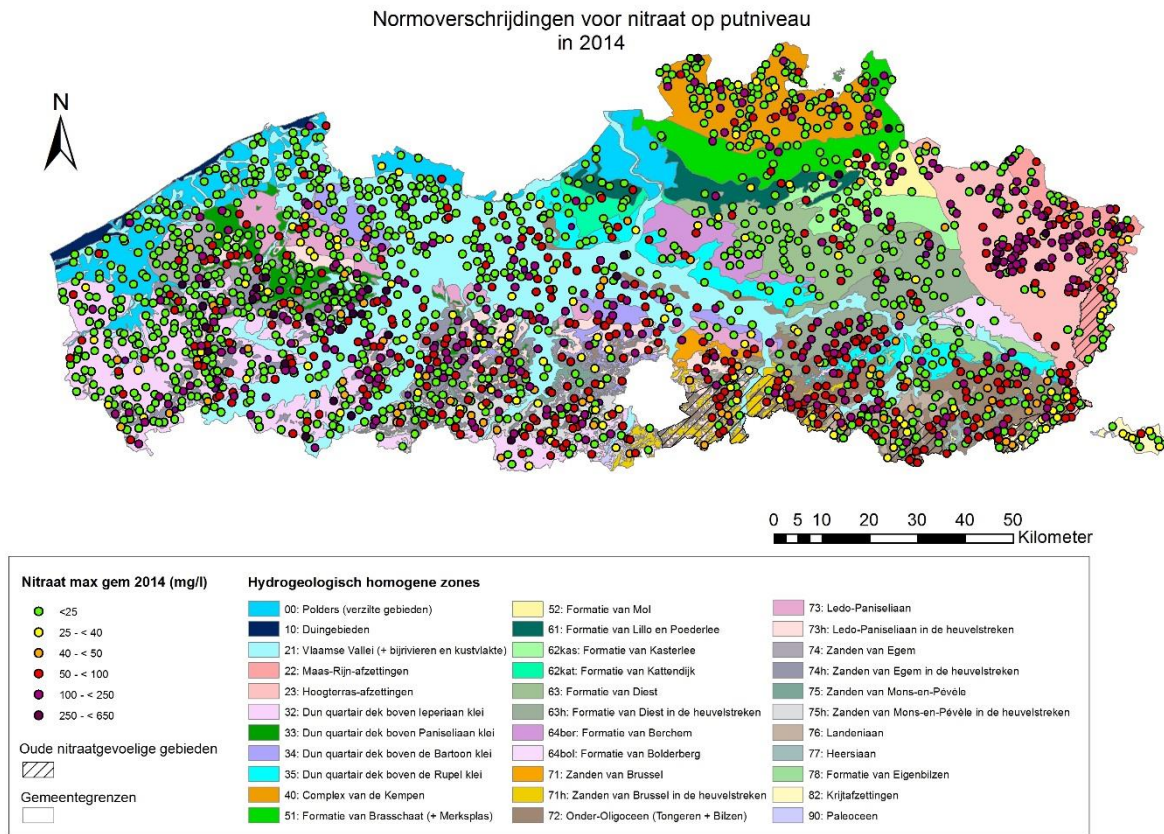 Normoverschrijdingen voor nitraat op putniveau
in 2014
N
0 5 10 20 30 40 50
Kilometer
Nitraat max gem 2014 (mg/l)
<25
25 - < 40
40 - < 50
50 - < 100
100 - < 250
250 - < 650
Oude nitraatgevoelige gebieden
Gemeentegrenzen
Hydrogeologisch homogene zones
00: Polders (verzilte gebieden)
10: Duingebieden
21: Vlaamse Vallei (+ bijrivieren en kustvlakte)
22: Maas-Rijn-afzettingen
23: Hoogterras-afzettingen
32: Dun quartair dek boven Ieperiaan klei
33: Dun quartair dek boven Paniseliaan klei
34: Dun quartair dek boven de Bartoon klei
35: Dun quartair dek boven de Rupel klei
40: Complex van de Kempen
51: Formatie van Brasschaat (+ Merksplas)
52: Formatie van Mol
61: Formatie van Lillo en Poederlee
62kas: Formatie van Kasterlee
62kat: Formatie van Kattendijk
63: Formatie van Diest
63h: Formatie van Diest in de heuvelstreken
64ber: Formatie van Berchem
64bol: Formatie van Bolderberg
71: Zanden van Brussel
71h: Zanden van Brussel in de heuvelstreken
72: Onder-Oligoceen (Tongeren + Bilzen)
73: Ledo-Paniseliaan
73h: Ledo-Paniseliaan in de heuvelstreken
74: Zanden van Egem
74h: Zanden van Egem in de heuvelstreken
75: Zanden van Mons-en-Pévèle
75h: Zanden van Mons-en-Pévèle in de heuvelstreken
76: Landeniaan
77: Heersiaan
78: Formatie van Eigenbilzen
82: Krijtafzettingen
90: Paleoceen